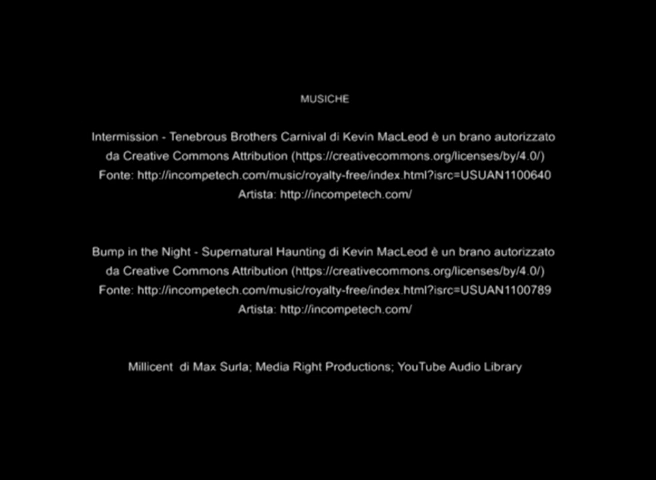 MUSICHE
Intermission - Tenebrous Brothers Carnival di Kevin MacLeod è un brano autorizzato
da Creative Commons Attribution (https://creativecommons.org/licenses/by/4.0/)
Fonte: http://incompetech.com/music/royalty-free/index.html?isrc=USUAN1100640
Artista: http://incompetech.com/
Bump in the Night - Supernatural Haunting di Kevin MacLeod è un brano autorizzato
da Creative Commons Attribution (https://creativecommons.org/licenses/by/4.0/)
Fonte: http://incompetech.com/music/royalty-free/index.html?isrc=USUAN1100789
Artista: http://incompetech.com/
Millicent  di Max Surla; Media Right Productions; YouTube Audio Library